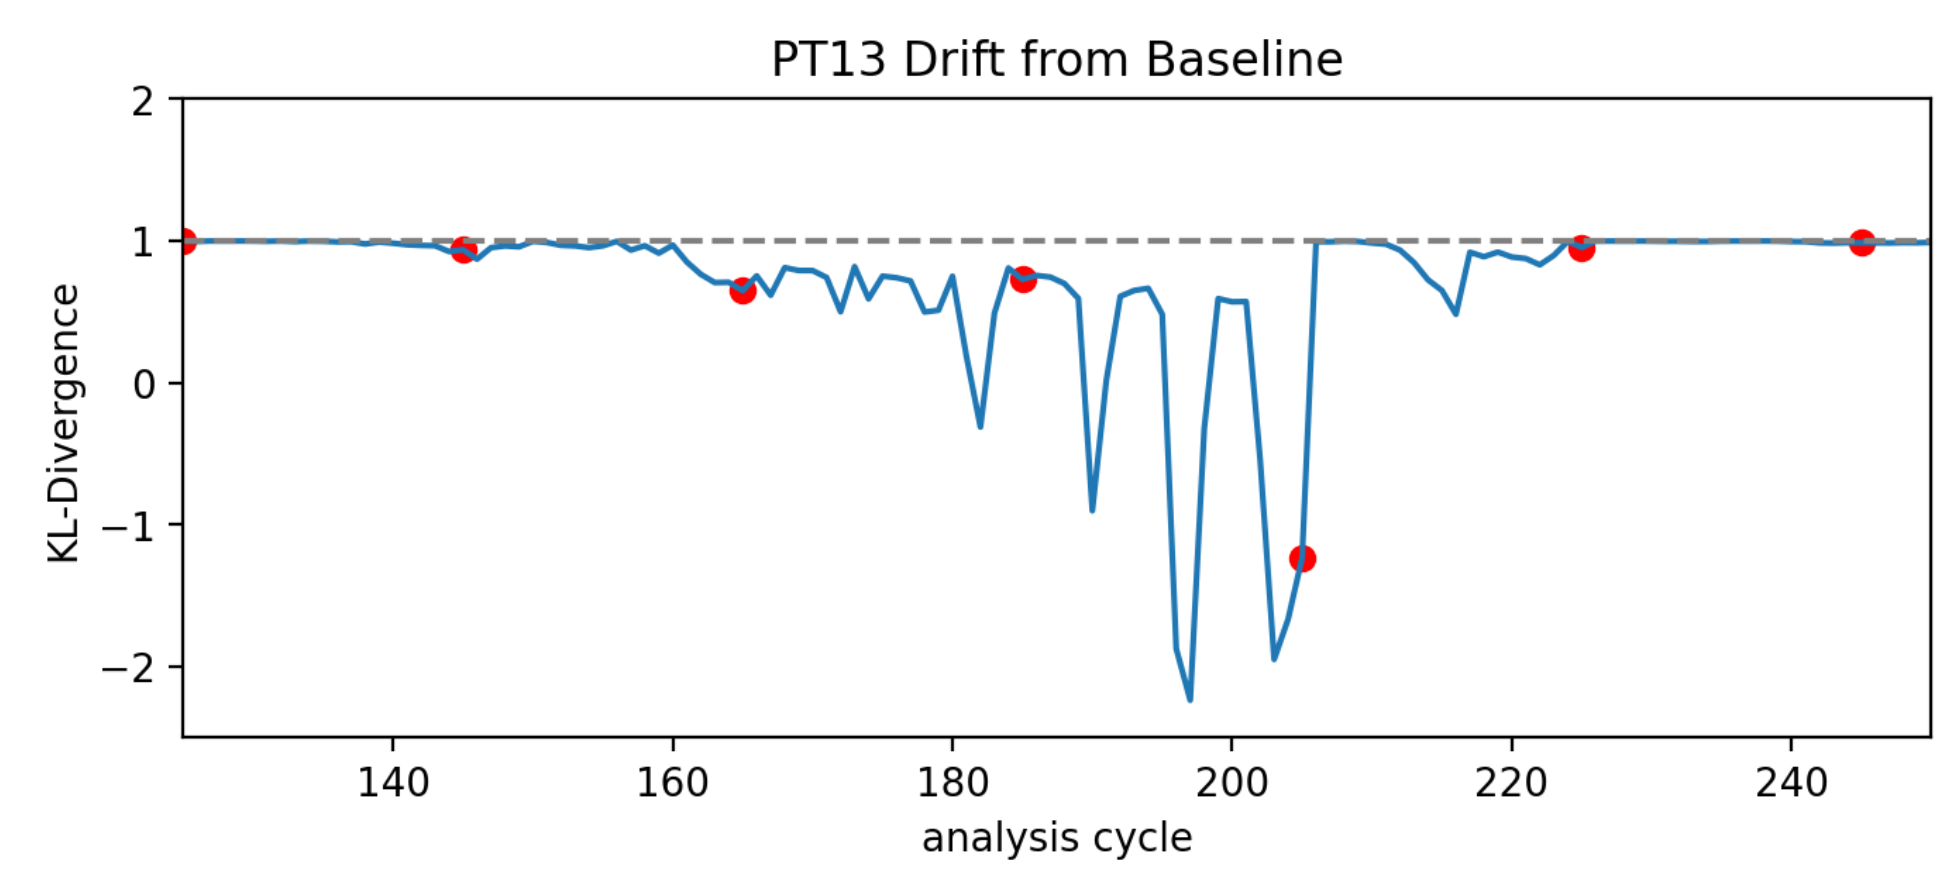 PT13 Drift from Baseline
2
1
0
−1
−2
KL-Divergence
140 160 180 200 220 240
analysis cycle